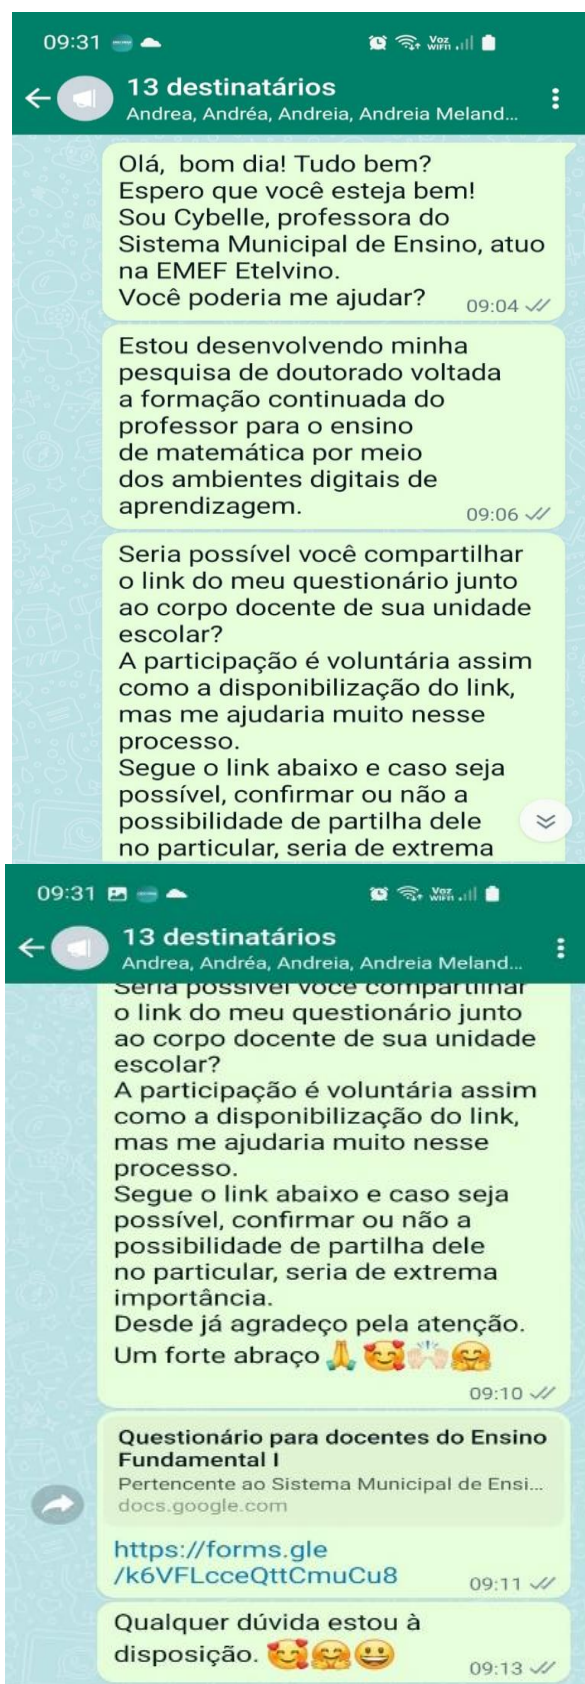 09:31
Voz
WIFI1
13 destinatários
Andrea, Andréa, Andreia, Andreia Meland...
Olá, bom dia! Tudo bem?
Espero que você esteja bem!
Sou Cybelle, professora do
Sistema Municipal de Ensino, atuo
na EMEF Etelvino.
Você poderia me ajudar?
09:04
Estou desenvolvendo minha
pesquisa de doutorado voltada
a formação continuada do
professor para o ensino
de matemática por meio
dos ambientes digitais de
aprendizagem.
09:06
Seria possível você compartilhar
o link do meu questionário junto
ao corpo docente de sua unidade
escolar?
A participação é voluntária assim
como a disponibilização do link,
mas me ajudaria muito nesse
processo.
Segue o link abaixo e caso seja
possível, confirmar ou não a
possibilidade de partilha dele
no particular, seria de extrema
09:31
Voz
WIFI1
13 destinatários
Andrea, Andréa, Andreia, Andreia Meland...
Seria possível você compartilhar
o link do meu questionário junto
ao corpo docente de sua unidade
escolar?
A participação é voluntária assim
como a disponibilização do link,
mas me ajudaria muito nesse
processo.
Segue o link abaixo e caso seja
possível, confirmar ou não a
possibilidade de partilha dele
no particular, seria de extrema
importância.
Desde já agradeço pela atenção.
Um forte abraço 🙏🥰🙌🏻🤗
09:10
Questionário para docentes do Ensino
Fundamental I
Pertencente ao Sistema Municipal de Ensi...
docs.google.com
https://forms.gle
/k6VFLcceQttCmuCu8
09:11
Qualquer dúvida estou à
disposição. 🥰🤗😃
09:13